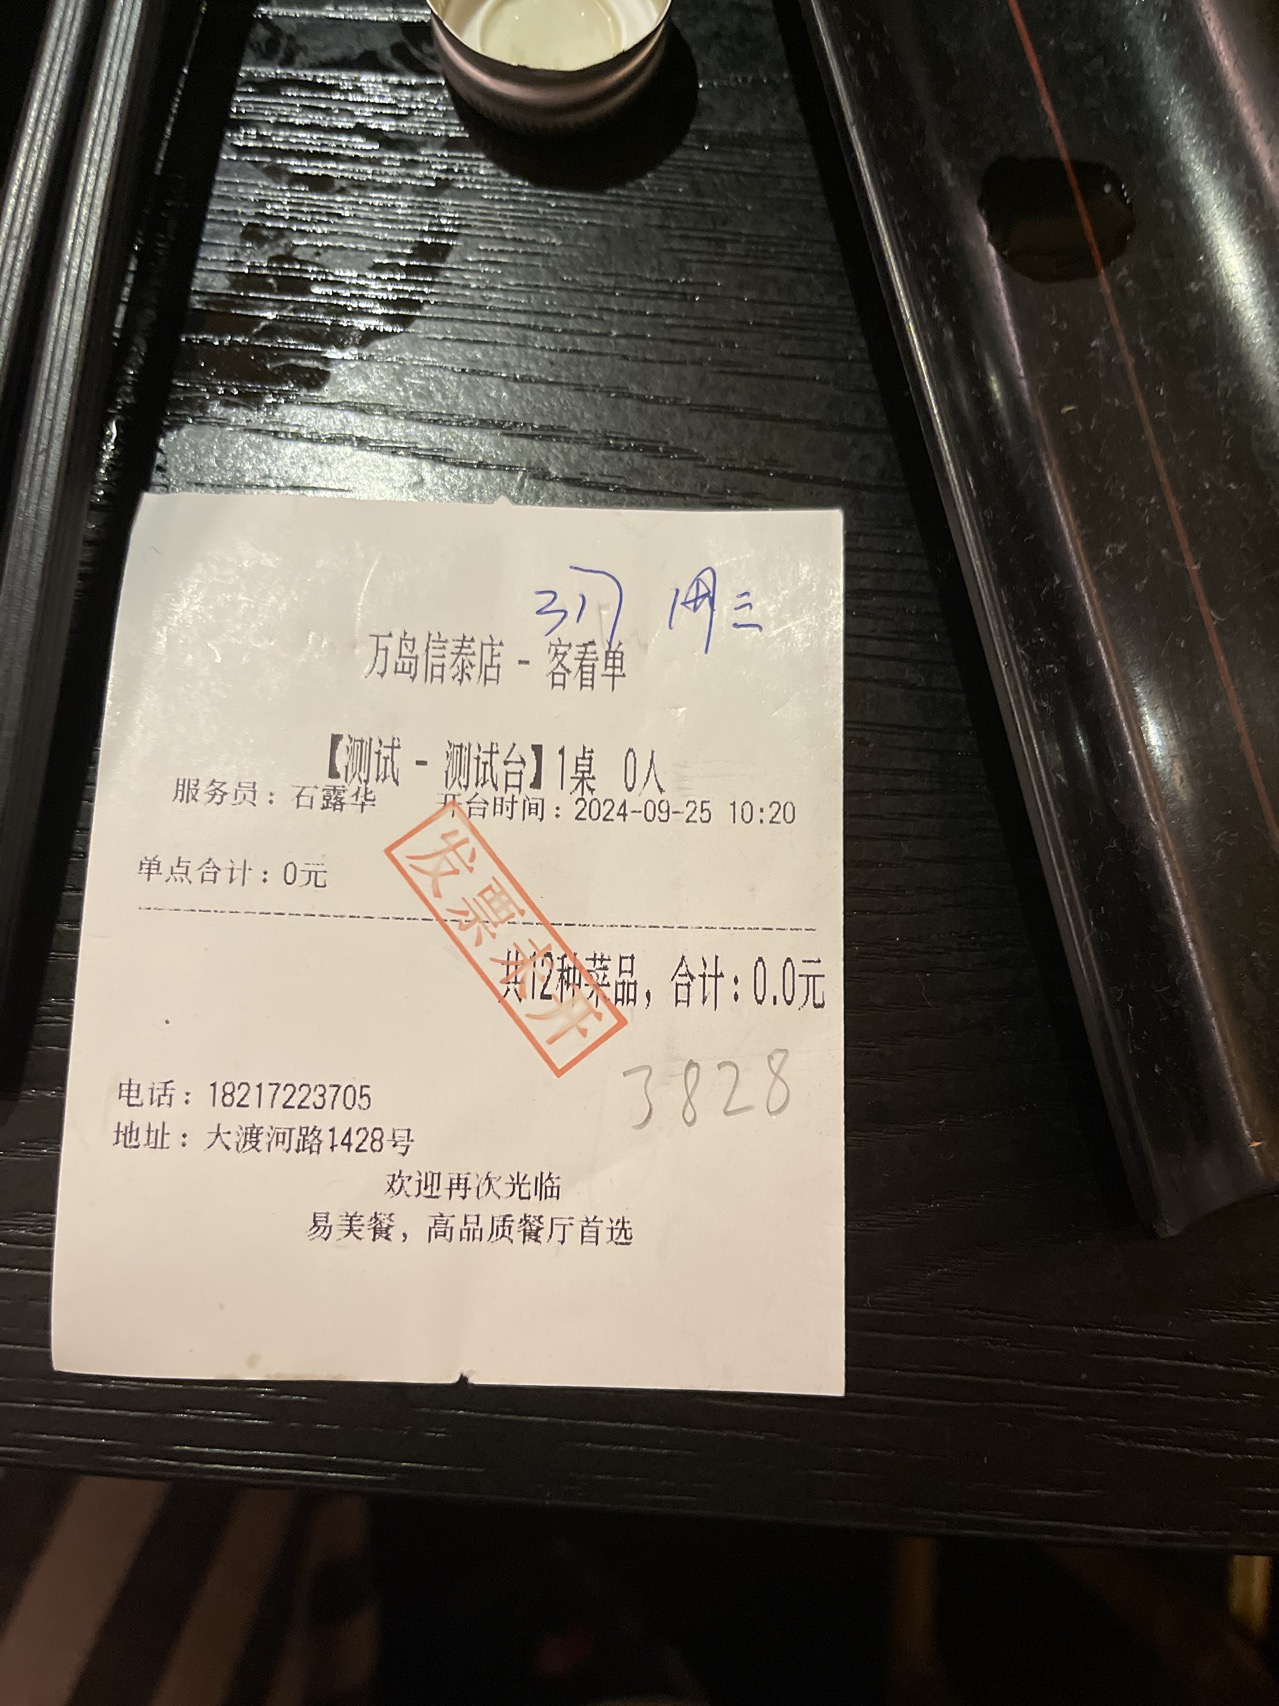 周三
万岛信泰店 - 客看单
【测试 - 测试台】1桌 0人
服务员：石露华 开台时间：2024-09-25 10:20
单点合计：0元
发票未开
共12种菜品，合计：0.0元
3828
电话：18217223705
地址：大渡河路1428号
欢迎再次光临
易美餐，高品质餐厅首选